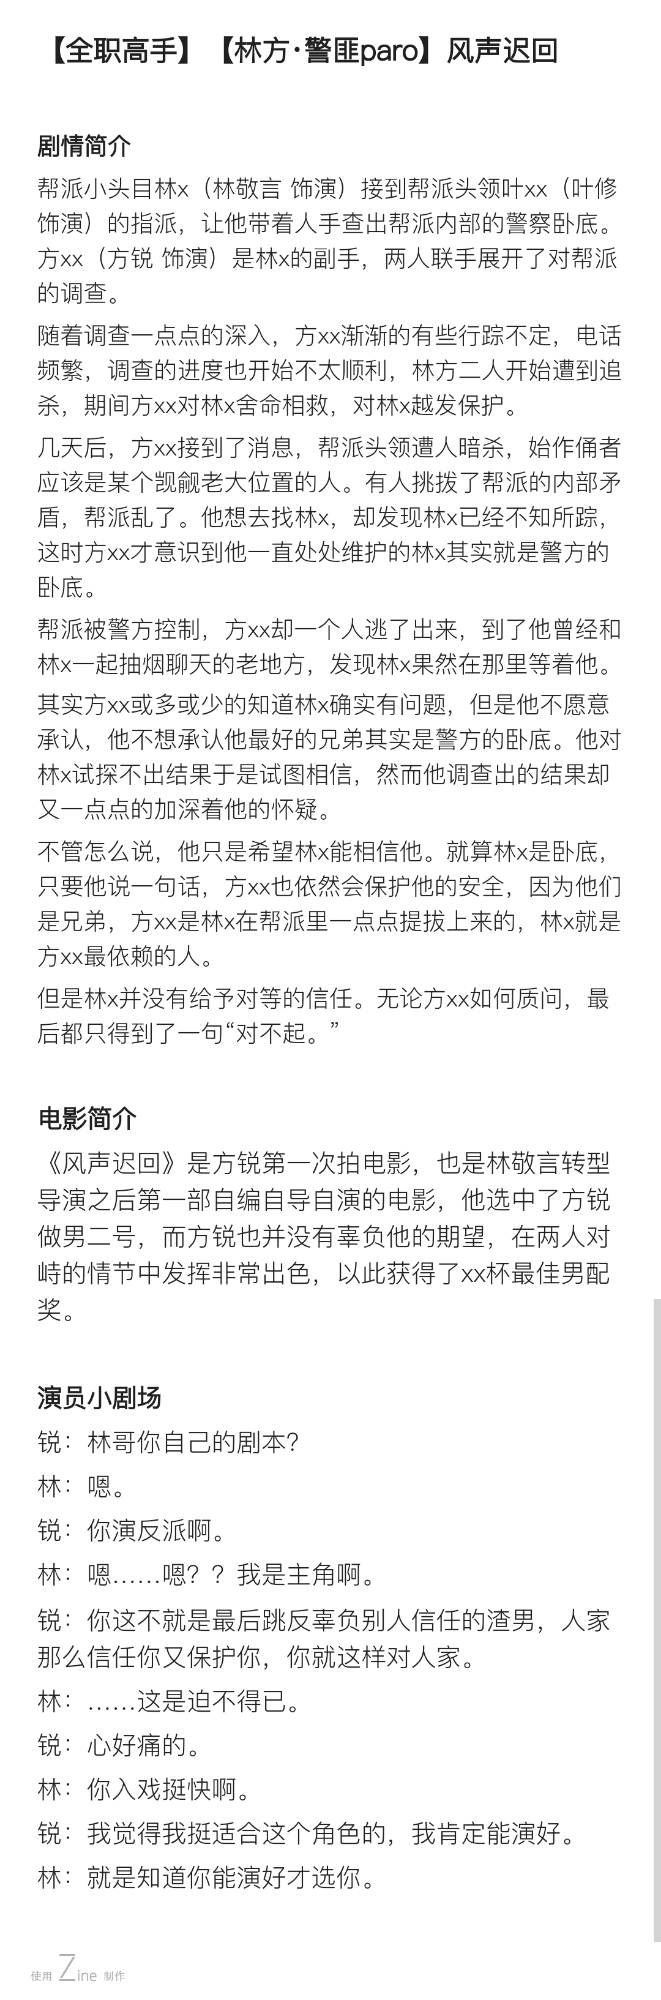 【全职高手】【林方·警匪paro】风声迟回
剧情简介
帮派小头目林x（林敬言 饰演）接到帮派头领叶xx（叶修
饰演）的指派，让他带着人手查出帮派内部的警察卧底。
方xx（方锐 饰演）是林x的副手，两人联手展开了对帮派
的调查。
随着调查一点点的深入，方xx渐渐的有些行踪不定，电话
频繁，调查的进度也开始不太顺利，林方二人开始遭到追
杀，期间方xx对林x舍命相救，对林x越发保护。
几天后，方xx接到了消息，帮派头领遭人暗杀，始作俑者
应该是某个觊觎老大位置的人。有人挑拨了帮派的内部矛
盾，帮派乱了。他想去找林x，却发现林x已经不知所踪，
这时方xx才意识到他一直处处维护的林x其实就是警方的
卧底。
帮派被警方控制，方xx却一个人逃了出来，到了他曾经和
林x一起抽烟聊天的老地方，发现林x果然在那里等着他。
其实方xx或多或少的知道林x确实有问题，但是他不愿意
承认，他不想承认他最好的兄弟其实是警方的卧底。他对
林x试探不出结果于是试图相信，然而他调查出的结果却
又一点点的加深着他的怀疑。
不管怎么说，他只是希望林x能相信他。就算林x是卧底，
只要他说一句话，方xx也依然会保护他的安全，因为他们
是兄弟，方xx是林x在帮派里一点点提拔上来的，林x就是
方xx最依赖的人。
但是林x并没有给予对等的信任。无论方xx如何质问，最
后都只得到了一句“对不起。”
电影简介
《风声迟回》是方锐第一次拍电影，也是林敬言转型
导演之后第一部自编自导自演的电影，他选中了方锐
做男二号，而方锐也并没有辜负他的期望，在两人对
峙的情节中发挥非常出色，以此获得了xx杯最佳男配
奖。
演员小剧场
锐：林哥你自己的剧本？
林：嗯。
锐：你演反派啊。
林：嗯……嗯？？我是主角啊。
锐：你这不就是最后跳反辜负别人信任的渣男，人家
那么信任你又保护你，你就这样对人家。
林：……这是迫不得已。
锐：心好痛的。
林：你入戏挺快啊。
锐：我觉得我挺适合这个角色的，我肯定能演好。
林：就是知道你能演好才选你。
使用 Zine 制作